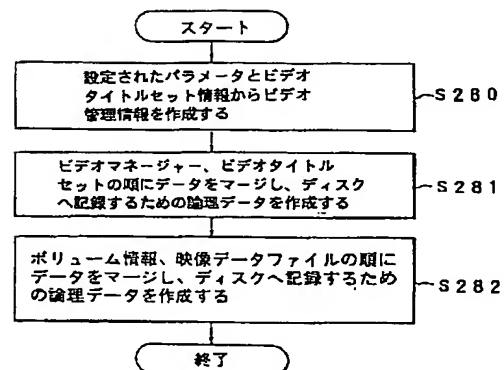 スタート
設定されたパラメータとビデオ
タイトルセット情報からビデオ
管理情報を作成する
S280
ビデオマネージャー、ビデオタイトル
セットの順にデータをマージし、ディスク
へ記録するための論理データを作成する
S281
ボリューム情報、映像データファイルの順に
データをマージし、ディスクへ記録するため
の論理データを作成する
S282
終了